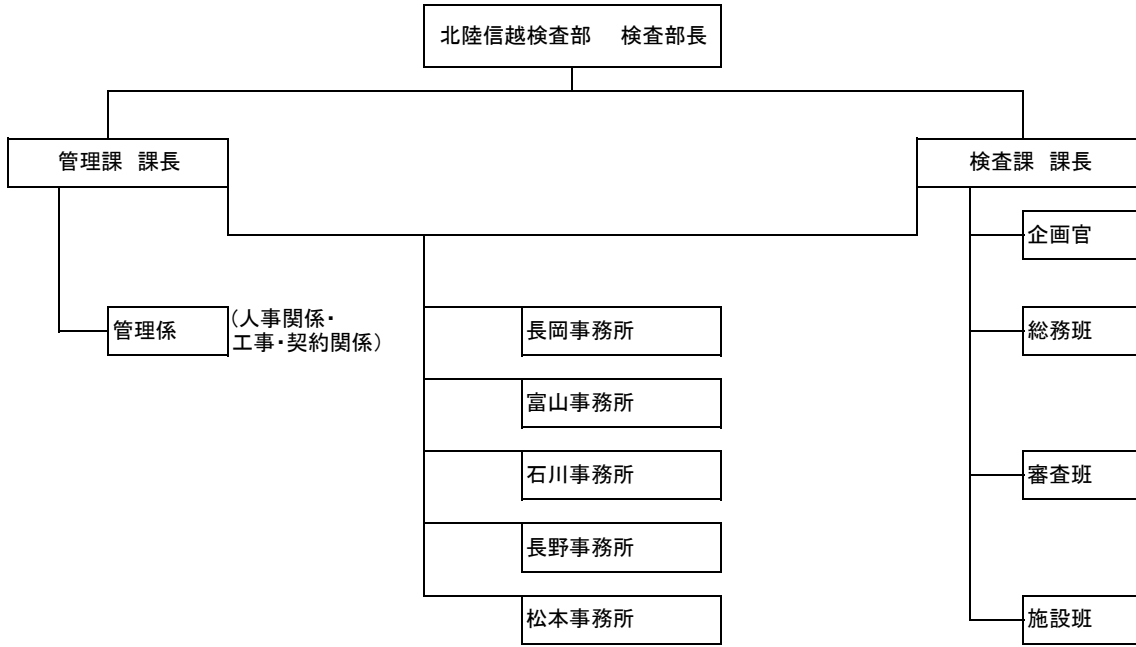 北陸信越検査部　検査部長
管理課 課長
検査課 課長
企画官
管理係
(人事関係・
工事・契約関係）
長岡事務所
総務班
富山事務所
石川事務所
審査班
長野事務所
松本事務所
施設班